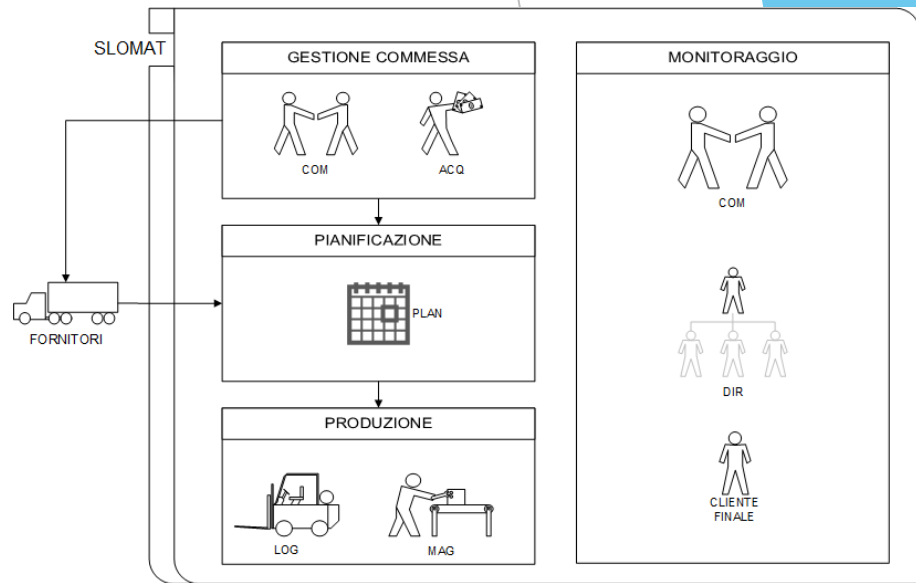 SLOMAT
GESTIONE COMMESSA
COM
ACQ
PIANIFICAZIONE
PLAN
FORNITORI
PRODUZIONE
LOG
MAG
MONITORAGGIO
COM
DIR
CLIENTE
FINALE